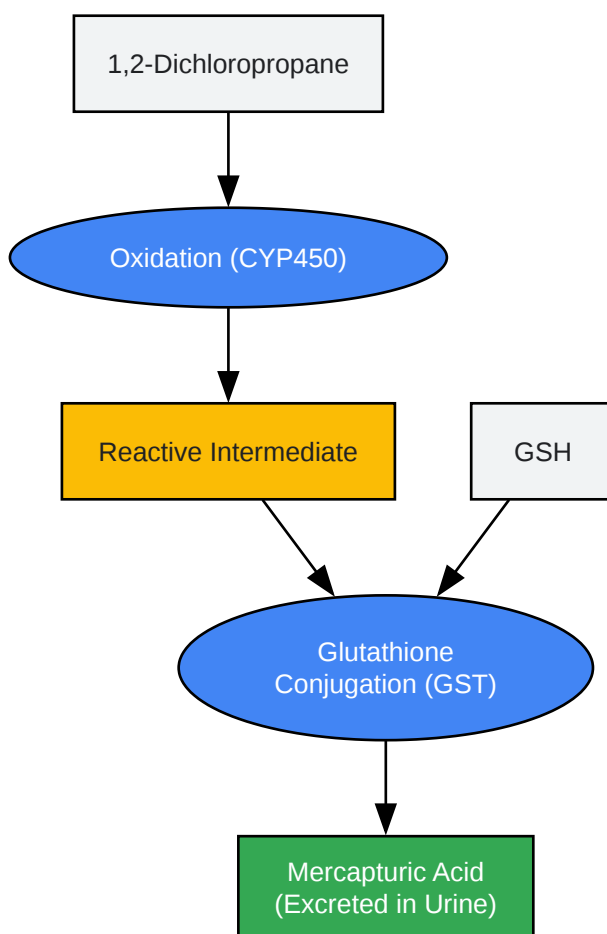 1,2-Dichloropropane
Oxidation (CYP450)
Reactive Intermediate
GSH
Glutathione
Conjugation (GST)
Mercapturic Acid
(Excreted in Urine)